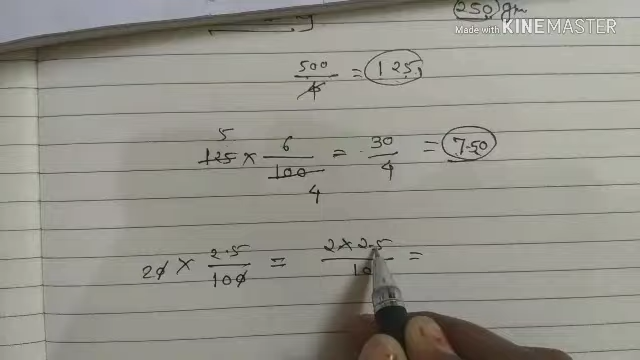 250 gm
Made with KINEMASTER
500/4 = 125
5
125 × 6/100 = 30/4 = 7.50
4
20 × 2.5/100 = 2 × 2.5/10 =